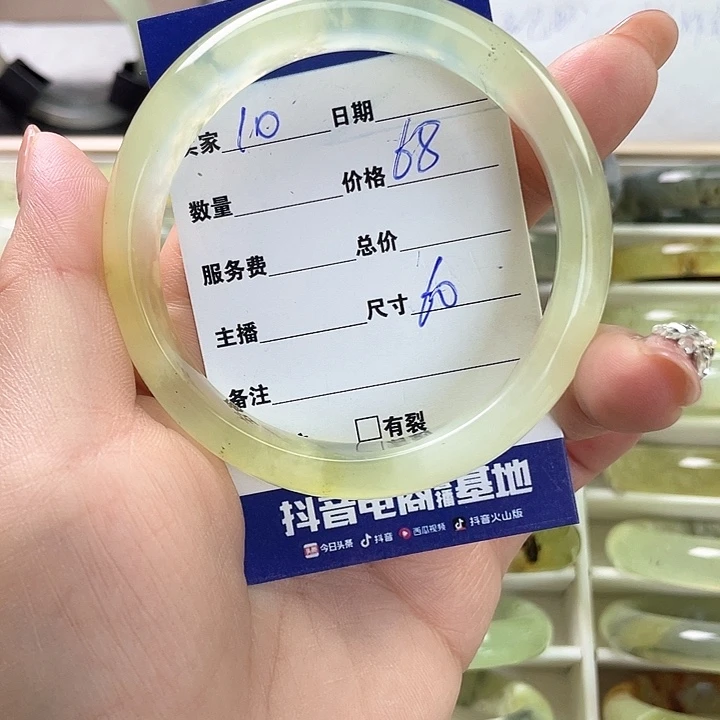 家 10 日期
数量 价格 68
服务费 总价
主播 尺寸 60
备注
有裂
抖音电商直播基地
今日头条 抖音 西瓜视频 抖音火山版